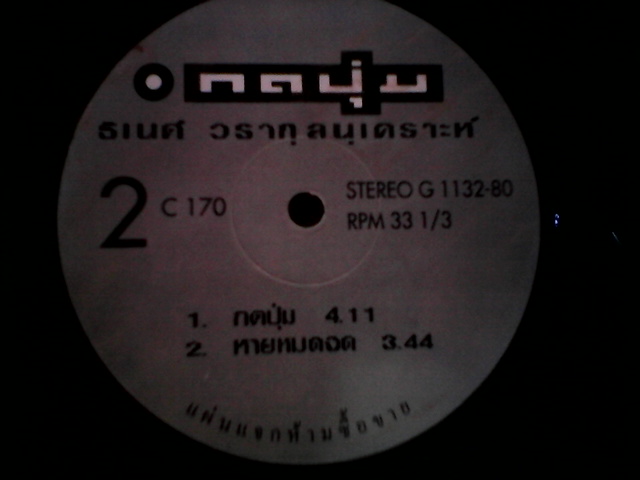 กดปุ่ม
ธเนศ วรากุลนุเคราะห์
2 C 170
STEREO G 1132-80
RPM 33 1/3
1. กดปุ่ม 4.11
2. หายหมดอด 3.44
แผ่นแจกห้ามซื้อขาย